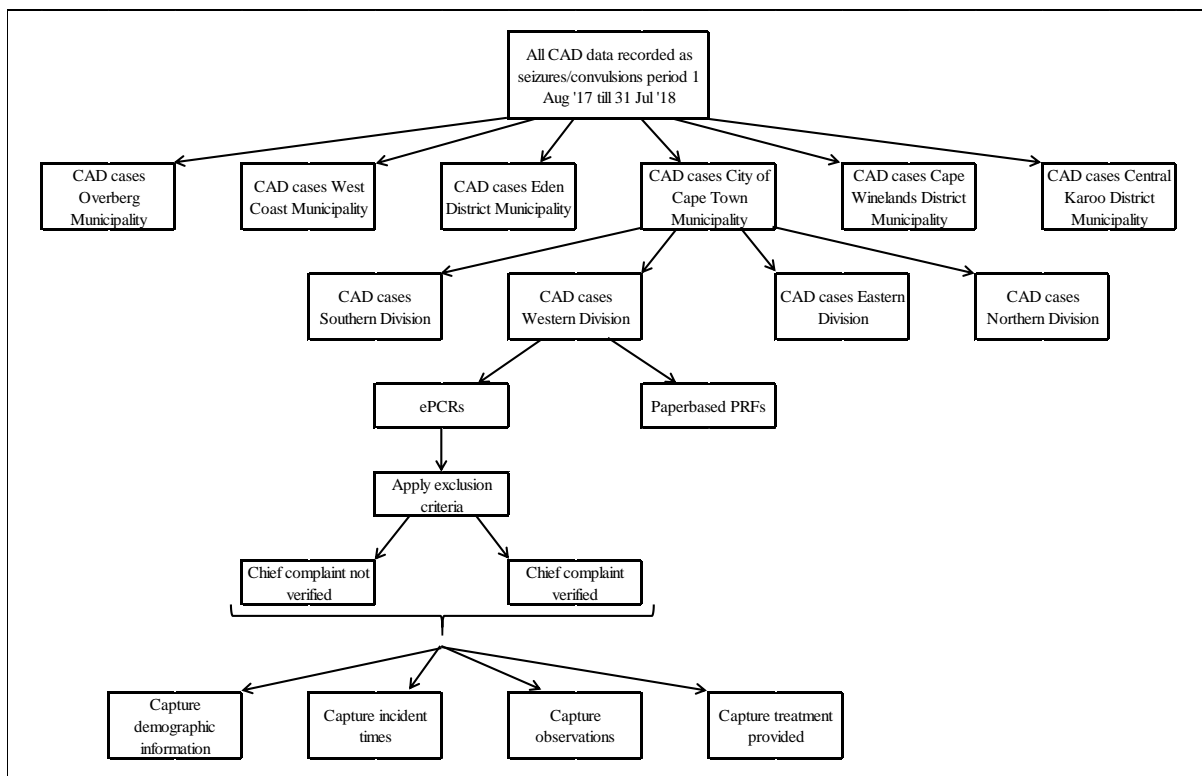 All CAD data recorded as
seizures/convulsions period 1
Aug '17 till 31 Jul '18
CAD cases
Overberg
Municipality
CAD cases West
Coast Municipality
CAD cases Eden
District Municipality
CAD cases City of
Cape Town
Municipality
CAD cases Cape
Winelands District
Municipality
CAD cases Central
Karoo District
Municipality
CAD cases
Southern Division
CAD cases
Western Division
CAD cases Eastern
Division
CAD cases
Northern Division
ePCRs
Paperbased PRFs
Apply exclusion
criteria
Chief complaint not
verified
Chief complaint
verified
Capture
demographic
information
Capture incident
times
Capture
observations
Capture treatment
provided